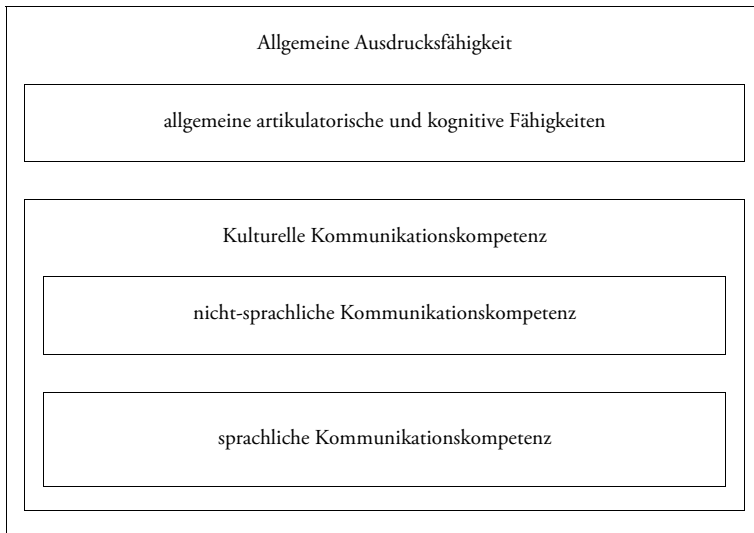 Allgemeine Ausdrucksfähigkeit
allgemeine artikulatorische und kognitive Fähigkeiten
Kulturelle Kommunikationskompetenz
nicht-sprachliche Kommunikationskompetenz
sprachliche Kommunikationskompetenz